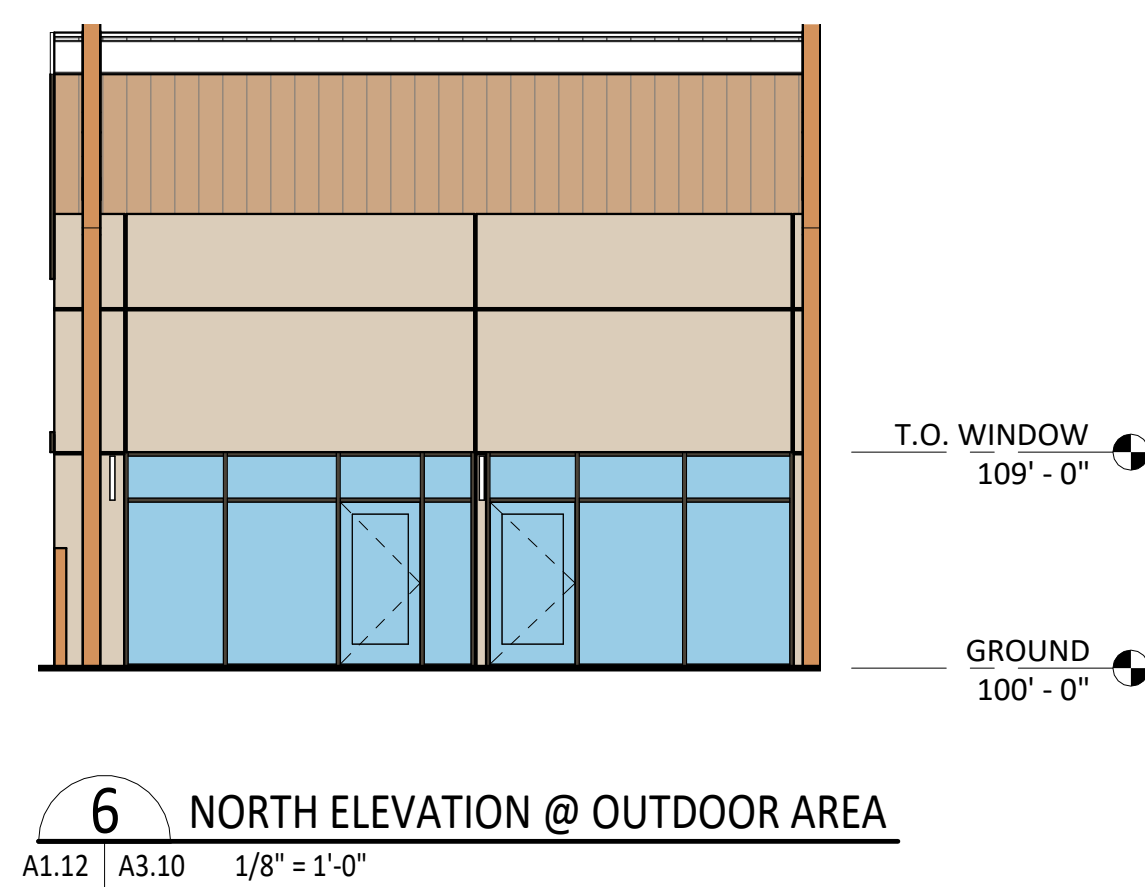 T.O. WINDOW
109' - 0"
GROUND
100' - 0"
6 NORTH ELEVATION @ OUTDOOR AREA
A1.12 A3.10 1/8" = 1'-0"